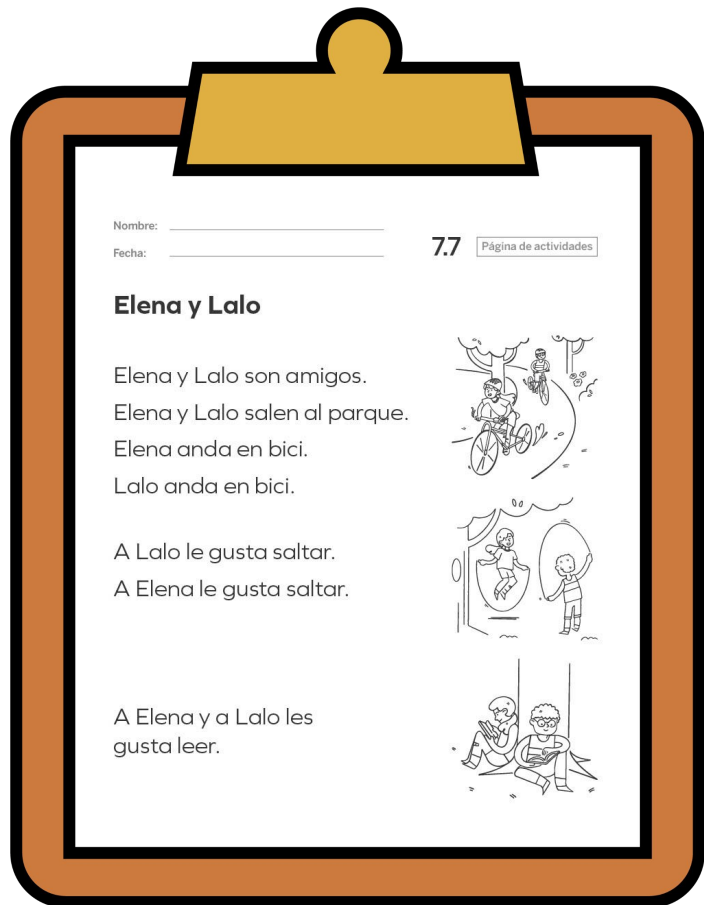 Nombre:
Fecha:
7.7 Página de actividades
Elena y Lalo
Elena y Lalo son amigos.
Elena y Lalo salen al parque.
Elena anda en bici.
Lalo anda en bici.
A Lalo le gusta saltar.
A Elena le gusta saltar.
A Elena y a Lalo les
gusta leer.